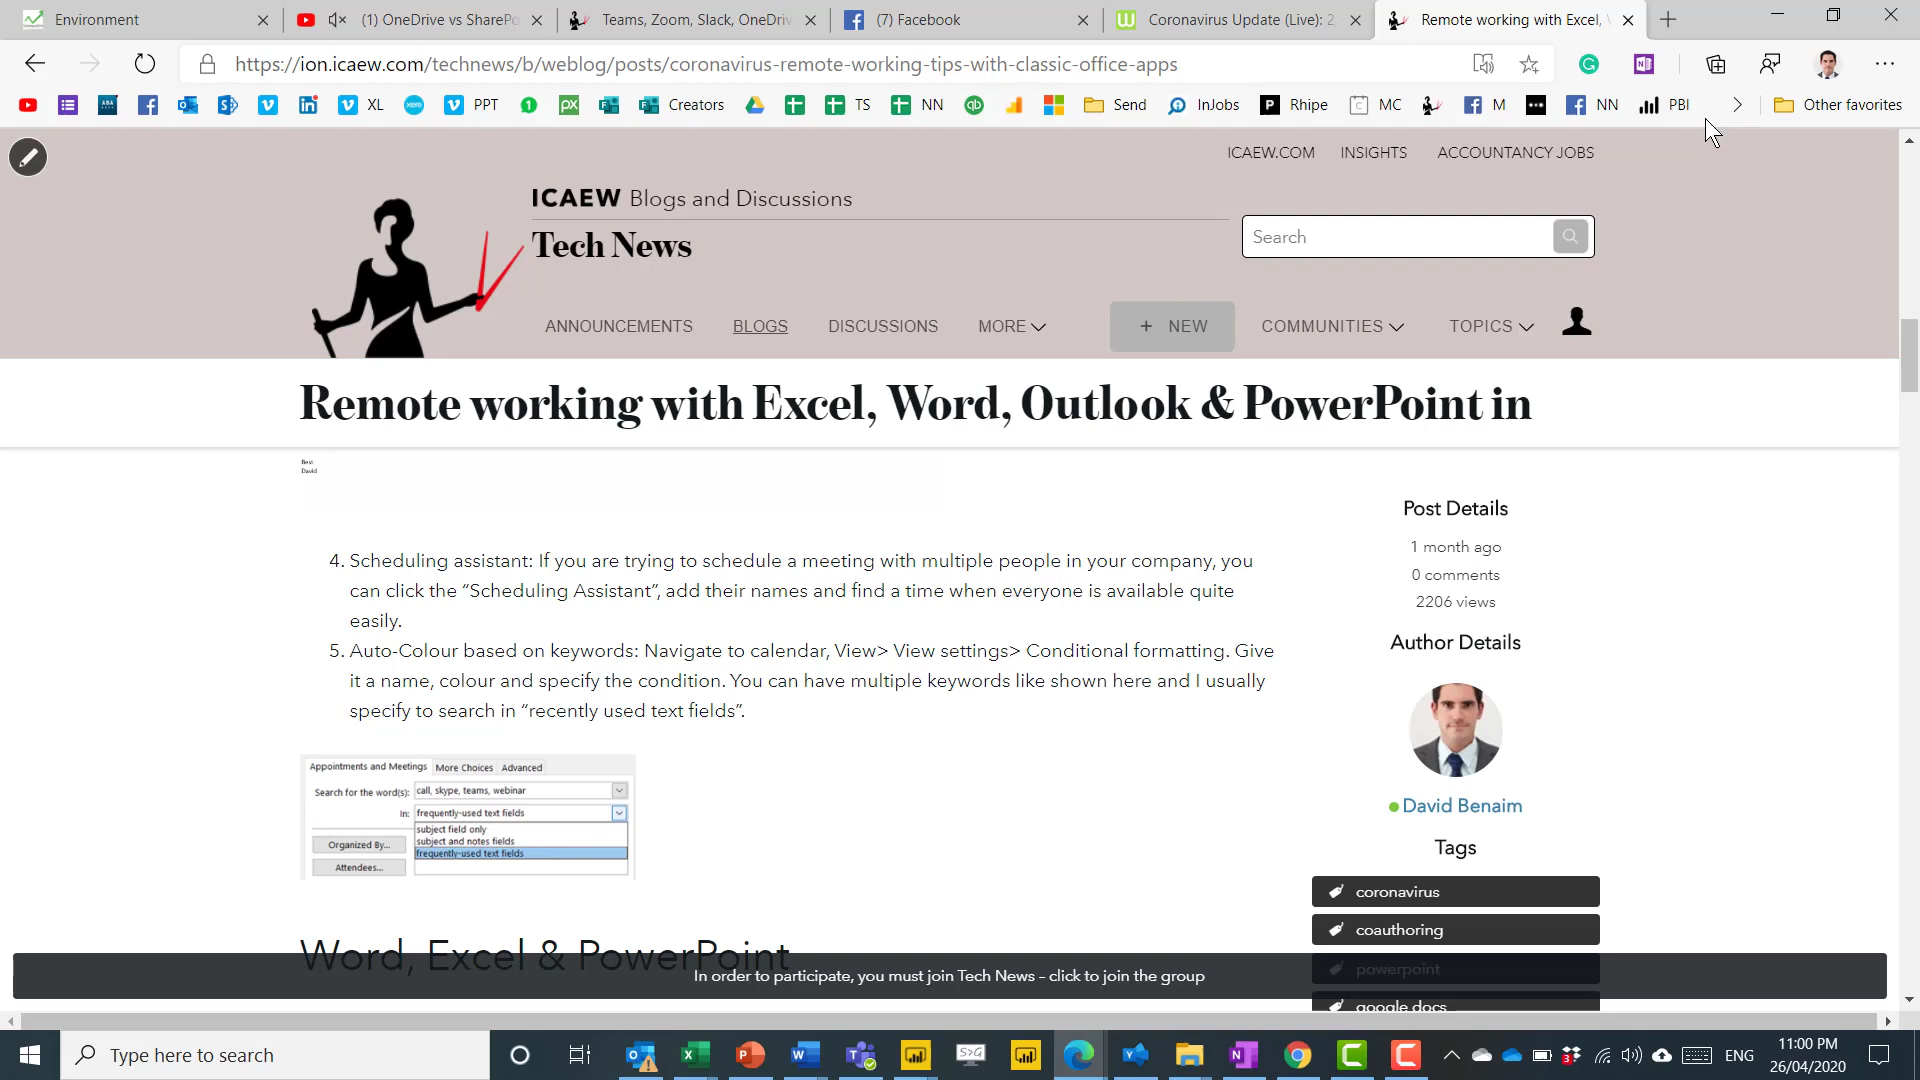 Environment
(1) OneDrive vs SharePo
Teams, Zoom, Slack, OneDriv
(7) Facebook
Coronavirus Update (Live): 2,
Remote working with Excel, W
https://ion.icaew.com/technews/b/weblog/posts/coronavirus-remote-working-tips-with-classic-office-apps
XL
PPT
Creators
TS
NN
Send
InJobs
Rhipe
MC
M
NN
PBI
Other favorites
ICAEW.COM
INSIGHTS
ACCOUNTANCY JOBS
ICAEW Blogs and Discussions
Tech News
Search
ANNOUNCEMENTS
BLOGS
DISCUSSIONS
MORE
+ NEW
COMMUNITIES
TOPICS
Remote working with Excel, Word, Outlook & PowerPoint in
Best
David
4. Scheduling assistant: If you are trying to schedule a meeting with multiple people in your company, you
can click the “Scheduling Assistant”, add their names and find a time when everyone is available quite
easily.
5. Auto-Colour based on keywords: Navigate to calendar, View> View settings> Conditional formatting. Give
it a name, colour and specify the condition. You can have multiple keywords like shown here and I usually
specify to search in “recently used text fields”.
Appointments and Meetings
More Choices
Advanced
Search for the word(s):
call, skype, teams, webinar
In:
frequently-used text fields
subject field only
subject and notes fields
frequently-used text fields
Organized By...
Attendees...
Word, Excel & PowerPoint
Post Details
1 month ago
0 comments
2206 views
Author Details
David Benaim
Tags
coronavirus
coauthoring
powerpoint
google docs
In order to participate, you must join Tech News – click to join the group
Type here to search
ENG
11:00 PM
26/04/2020